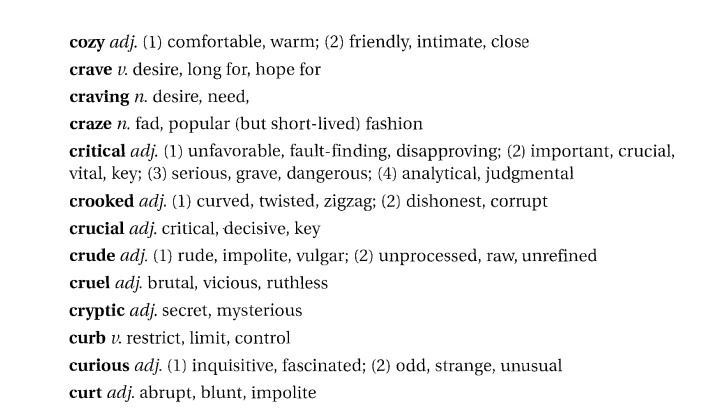 cozy adj. (1) comfortable, warm; (2) friendly, intimate, close
crave v. desire, long for, hope for
craving n. desire, need,
craze n. fad, popular (but short-lived) fashion
critical adj. (1) unfavorable, fault-finding, disapproving; (2) important, crucial,
vital, key; (3) serious, grave, dangerous; (4) analytical, judgmental
crooked adj. (1) curved, twisted, zigzag; (2) dishonest, corrupt
crucial adj. critical, decisive, key
crude adj. (1) rude, impolite, vulgar; (2) unprocessed, raw, unrefined
cruel adj. brutal, vicious, ruthless
cryptic adj. secret, mysterious
curb v. restrict, limit, control
curious adj. (1) inquisitive, fascinated; (2) odd, strange, unusual
curt adj. abrupt, blunt, impolite